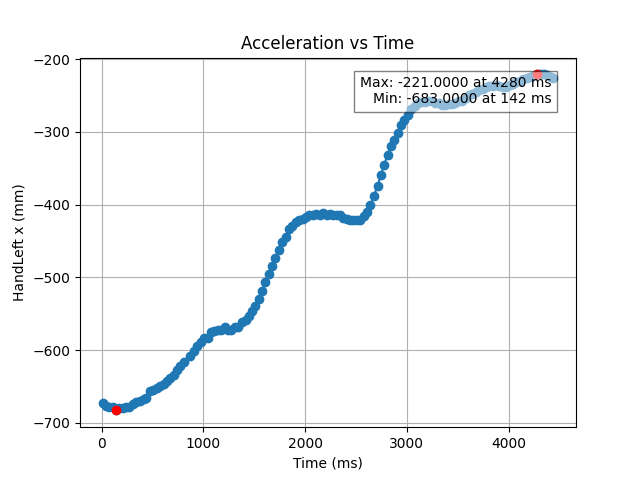 Acceleration vs Time
Max: -221.0000 at 4280 ms
Min: -683.0000 at 142 ms
HandLeft x (mm)
−200
−300
−400
−500
−600
−700
0 1000 2000 3000 4000
Time (ms)